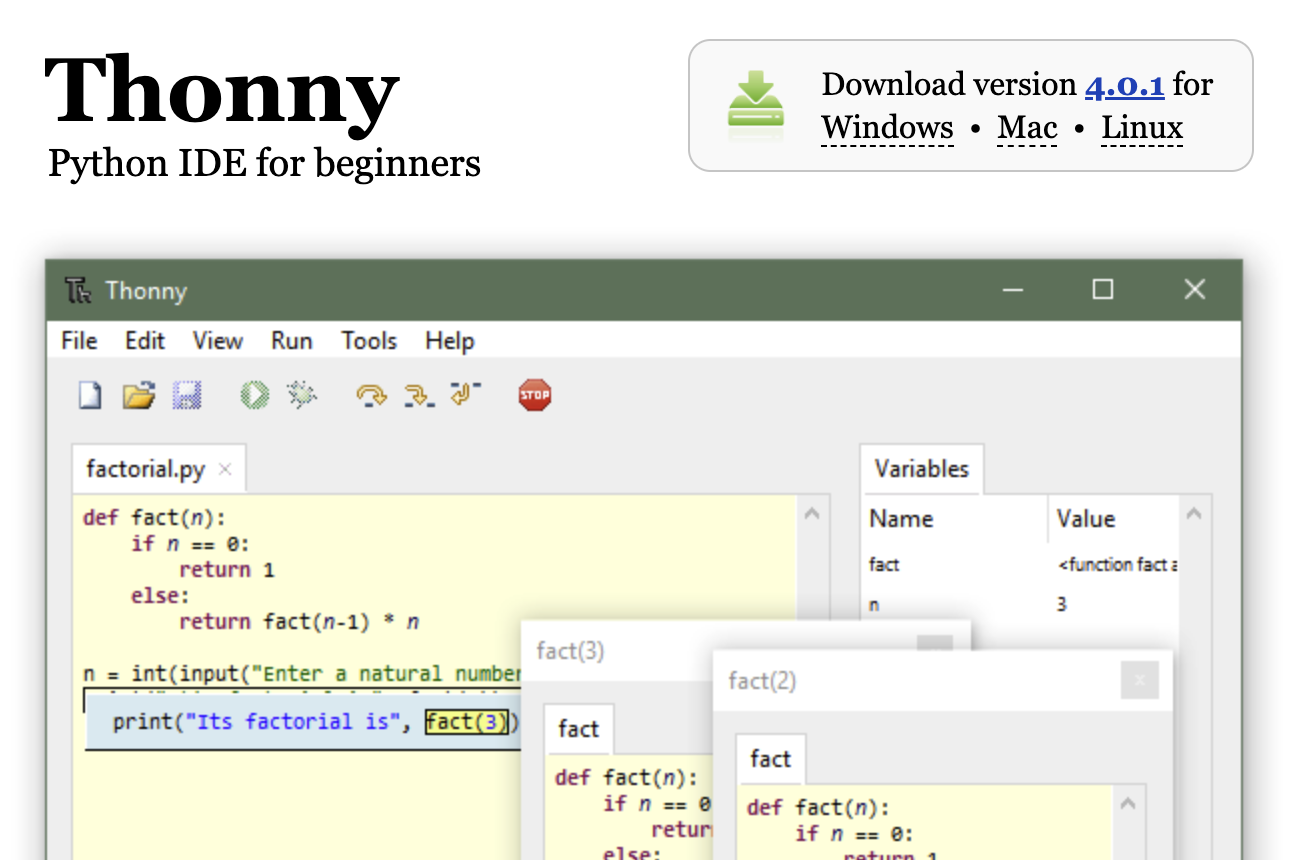 Thonny
Python IDE for beginners
Download version 4.0.1 for
Windows • Mac • Linux
Thonny
File Edit View Run Tools Help
STOP
factorial.py
def fact(n):
    if n == 0:
        return 1
    else:
        return fact(n-1) * n
n = int(input("Enter a natural number
print("Its factorial is", fact(3))
Variables
Name Value
fact <function fact a
n 3
fact(3)
fact
def fact(n):
    if n == 0
        retur
    else:
fact(2)
fact
def fact(n):
    if n == 0:
        return 1